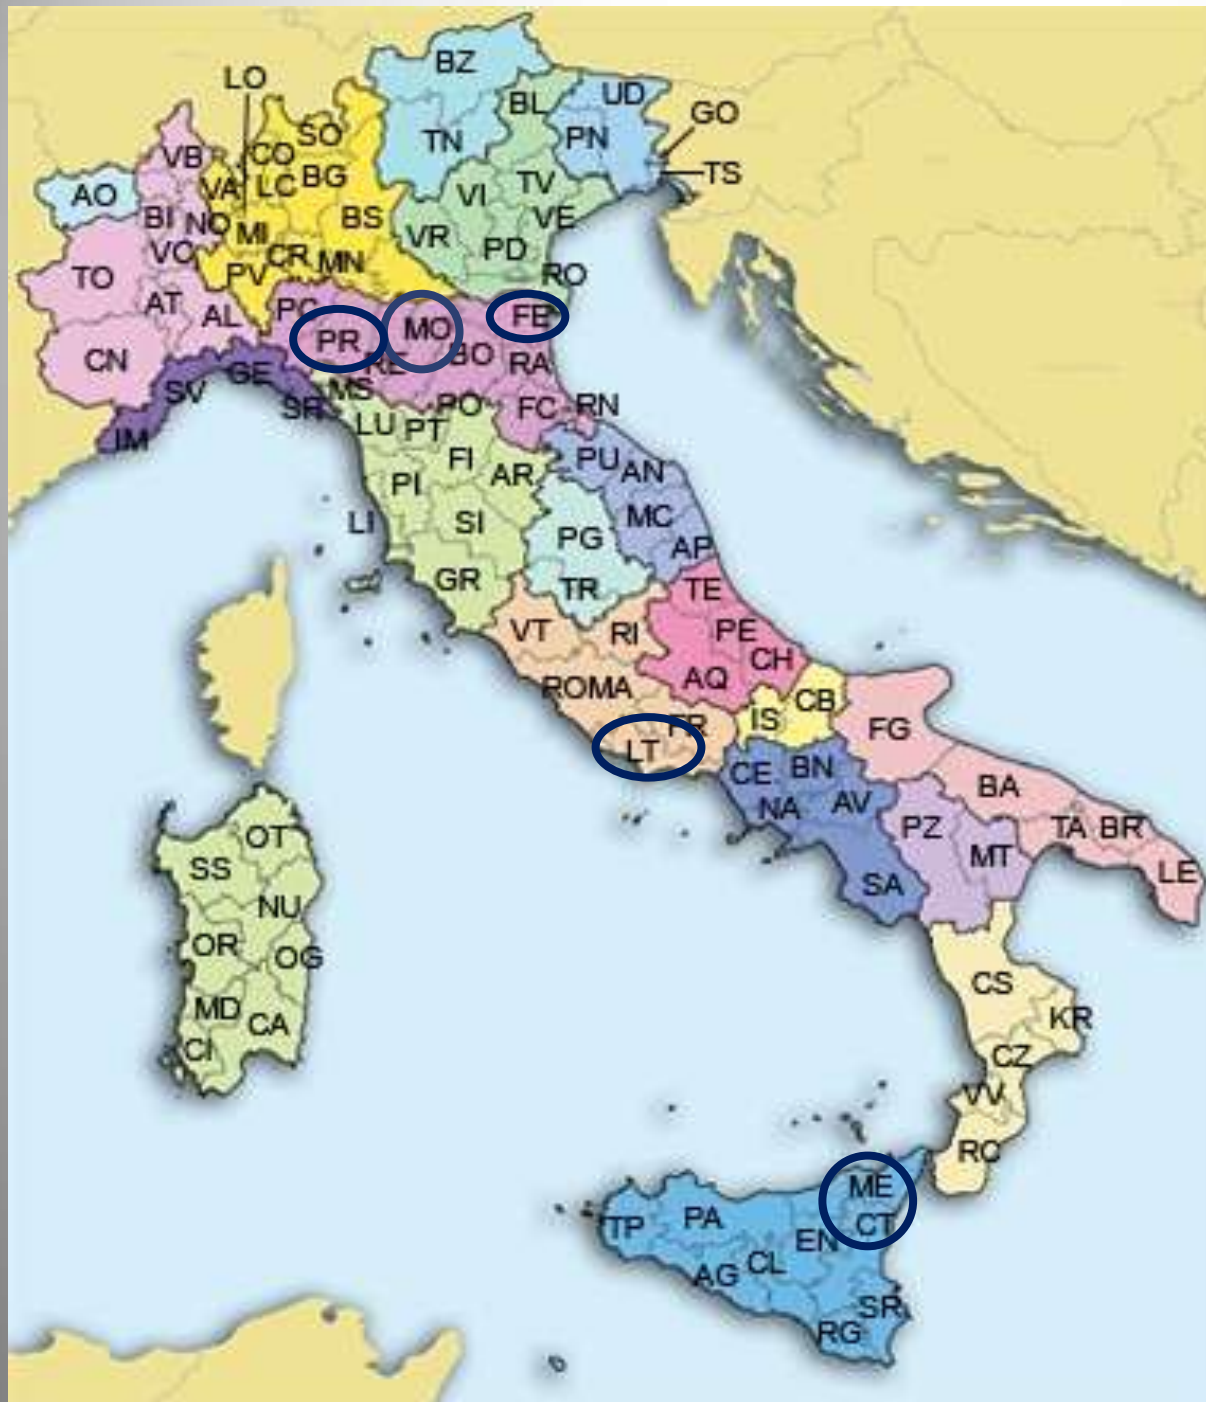 BZ
LO
BL
UD
GO
SO
TN
PN
CO
VB
TS
VA
LC
BG
VI
TV
AO
BI
NO
BS
VE
MI
VR
PD
VC
CR
MN
TO
PV
RO
AT
PC
AL
FE
MO
PR
CN
BO
RA
RE
GE
MS
SV
SR
PO
FC
RN
LU
PT
IM
FI
PU
AN
AR
PI
LI
SI
MC
PG
AP
GR
TR
TE
VT
RI
PE
CH
AQ
ROMA
CB
IS
FR
FG
LT
CE
BN
BA
NA
AV
PZ
TA
BR
OT
MT
SS
LE
SA
NU
OR
OG
CS
MD
CA
KR
CI
CZ
VV
RC
ME
PA
TP
CT
EN
CL
AG
SR
RG